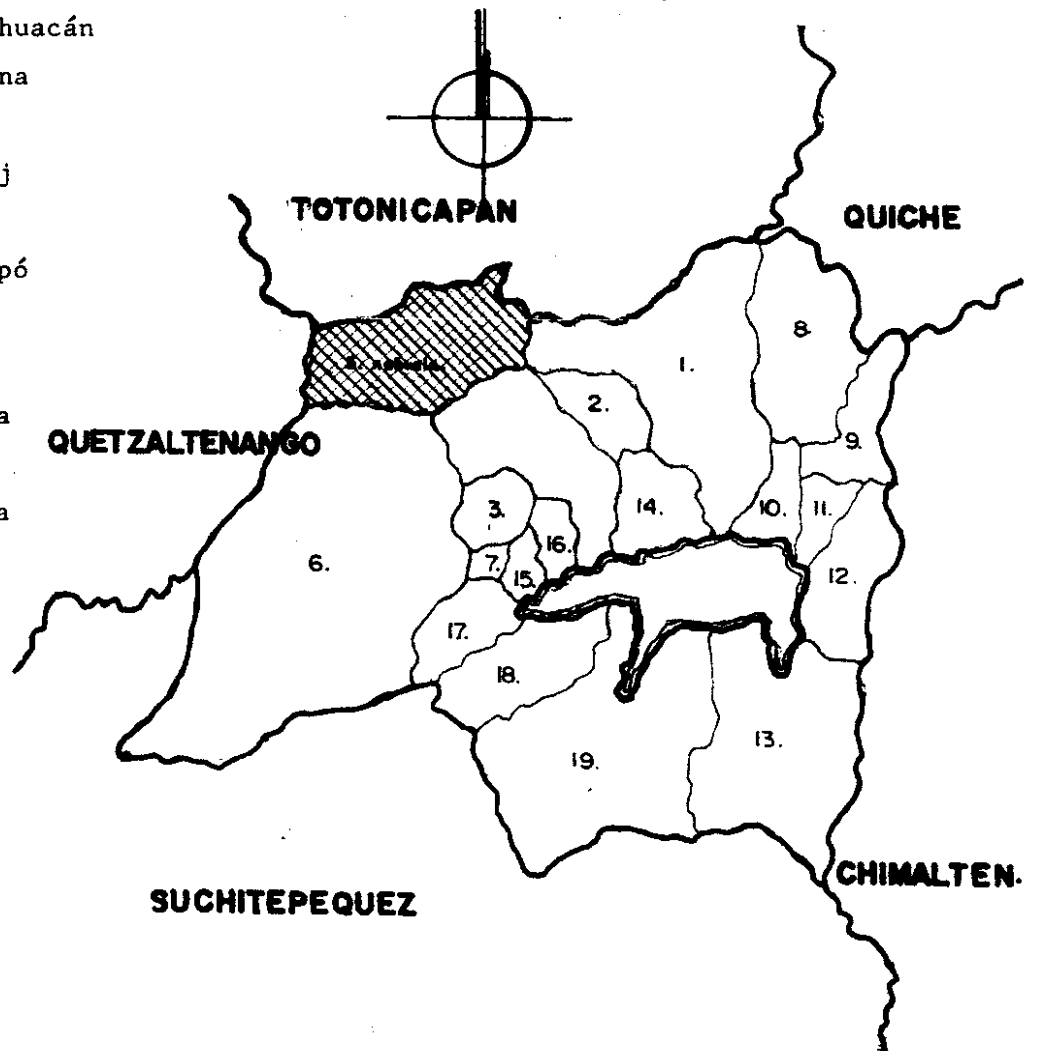 huacán
na
j
pó
a
a
TOTONICAPAN
QUICHE
QUETZALTENANGO
SUCHITEPEQUEZ
CHIMALTEN.
1.
2.
3.
6.
7.
8.
9.
10.
11.
12.
13.
14.
15.
16.
17.
18.
19.